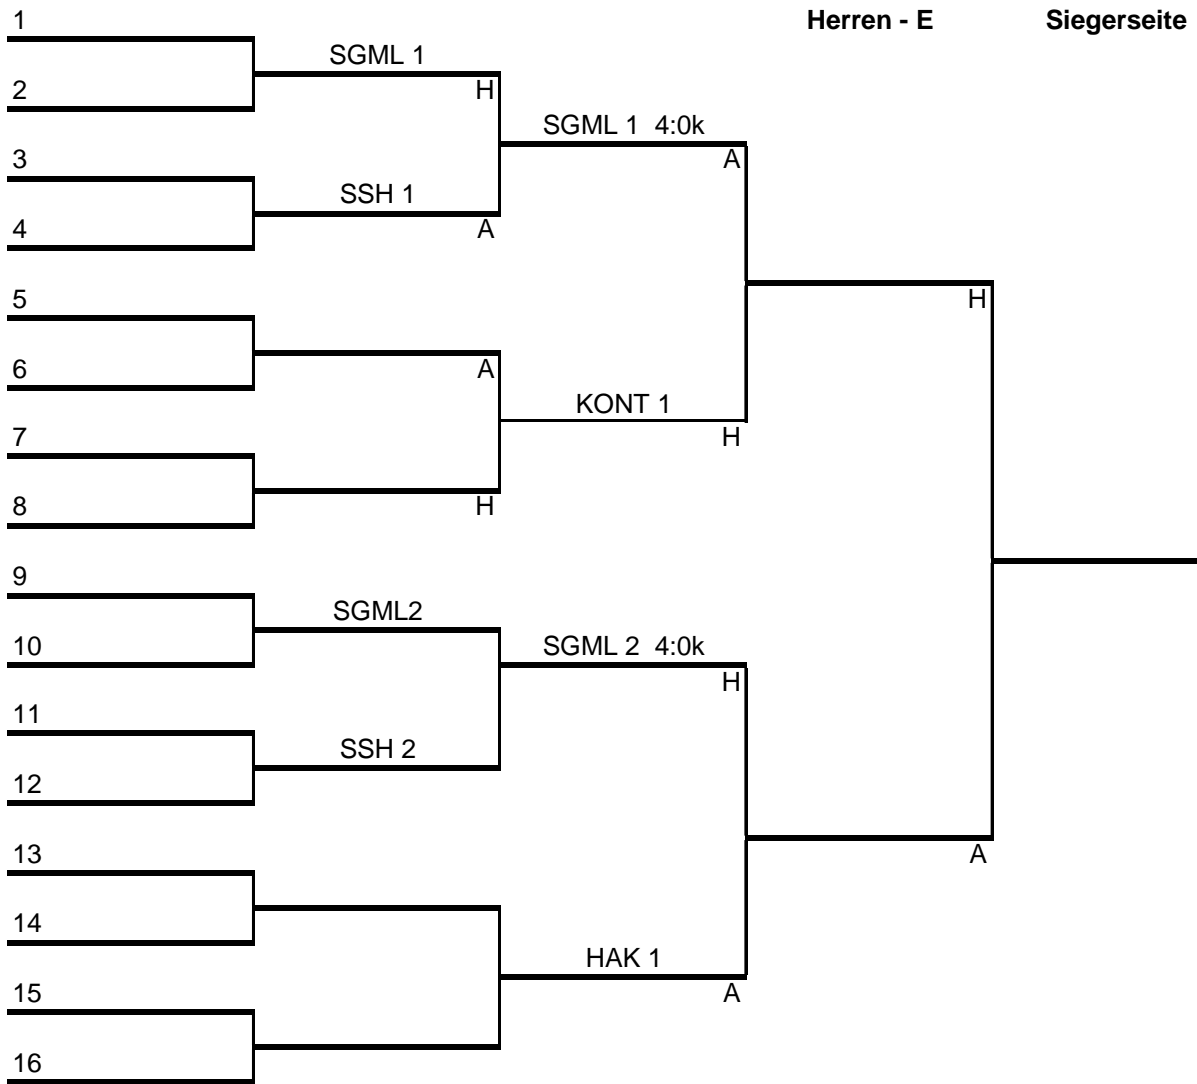 1 Herren - E Siegerseite
SGML 1
2 H
SGML 1 4:0k
3 A
SSH 1
4 A
5 H
6 A
KONT 1
7 H
8 H
9
SGML2
10 SGML 2 4:0k
H
11
SSH 2
12
13 A
14
HAK 1
15 A
16